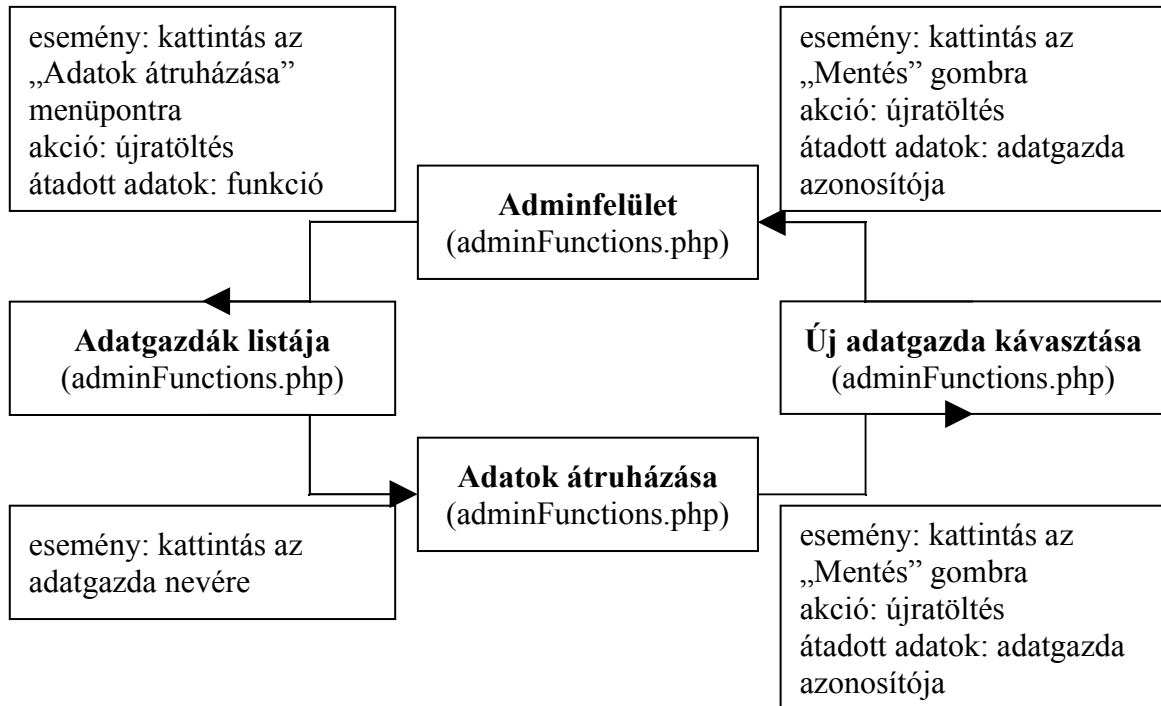 esemény: kattintás az
„Adatok átruházása”
menüpontra
akció: újratöltés
átadott adatok: funkció
esemény: kattintás az
„Mentés” gombra
akció: újratöltés
átadott adatok: adatgazda
azonosítója
Adminfelület
(adminFunctions.php)
Adatgazdák listája
(adminFunctions.php)
Új adatgazda kávasztása
(adminFunctions.php)
Adatok átruházása
(adminFunctions.php)
esemény: kattintás az
adatgazda nevére
esemény: kattintás az
„Mentés” gombra
akció: újratöltés
átadott adatok: adatgazda
azonosítója